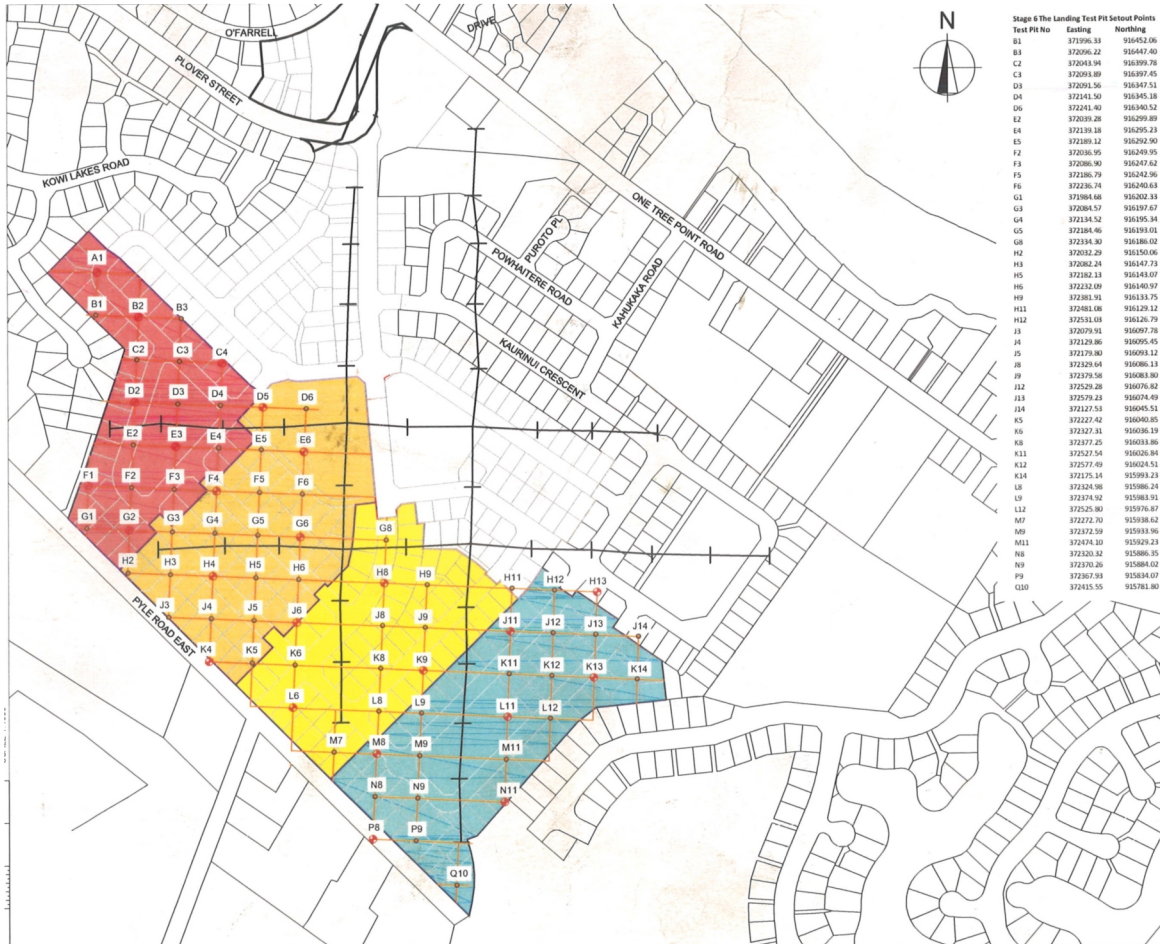 O'FARRELL
DRIVE
PLOVER STREET
KOWI LAKES ROAD
ONE TREE POINT ROAD
PUROTO PL
POWHAITERE ROAD
KAHUKAKA ROAD
KAURINUI CRESCENT
PYLE ROAD EAST
N
Stage 6 The Landing Test Pit Setout Points
Test Pit No Easting Northing
B1 371996.33 916452.06
B3 372096.22 916447.40
C2 372043.94 916399.78
C3 372093.89 916397.45
D3 372091.56 916347.51
D4 372141.50 916345.18
D6 372241.40 916340.52
E2 372039.28 916299.89
E4 372139.18 916295.23
E5 372189.12 916292.90
F2 372036.95 916249.95
F3 372086.90 916247.62
F5 372186.79 916242.96
F6 372236.74 916240.63
G1 371984.68 916202.33
G3 372084.57 916197.67
G4 372134.52 916195.34
G5 372184.46 916193.01
G8 372334.30 916186.02
H2 372032.29 916150.06
H3 372082.24 916147.73
H5 372182.13 916143.07
H6 372232.09 916140.97
H9 372381.91 916133.75
H11 372481.08 916129.12
H12 372531.03 916126.79
J3 372079.91 916097.78
J4 372129.86 916095.45
J5 372179.80 916093.12
J8 372329.64 916086.13
J9 372379.58 916083.80
J12 372529.28 916076.82
J13 372579.23 916074.49
J14 372127.53 916045.51
K5 372227.42 916040.85
K6 372327.31 916036.19
K8 372377.25 916033.86
K11 372527.54 916026.84
K12 372577.49 916024.51
K14 372175.14 915993.23
L8 372324.98 915986.24
L9 372374.92 915983.91
L12 372525.80 915976.87
M7 372272.70 915938.62
M9 372372.59 915933.96
M11 372474.10 915929.23
N8 372320.32 915886.35
N9 372370.26 915884.02
P9 372367.93 915834.07
Q10 372415.55 915781.80
A1
B1 B2 B3
C2 C3 C4
D2 D3 D4 D5 D6
E2 E3 E4 E5 E6
F1 F2 F3 F4 F5 F6
G1 G2 G3 G4 G5 G6 G8
H2 H3 H4 H5 H6 H8 H9 H11 H12 H13
J3 J4 J5 J6 J8 J9 J11 J12 J13 J14
K4 K5 K6 K8 K9 K11 K12 K13 K14
L6 L8 L9 L11 L12
M7 M8 M9 M11
N8 N9 N11
P8 P9
Q10